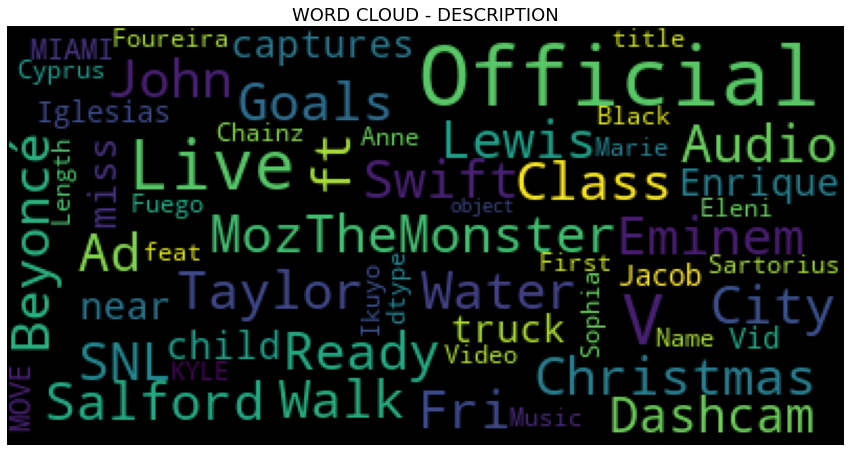 WORD CLOUD - DESCRIPTION
MIAMI
Foureira
captures
title
Cyprus
John
Goals
Official
Iglesias
Black
Chainz
Anne
Lewis
Marie
Audio
Beyoncé
Length
miss
Live
ft
Swift
Class
Enrique
Fuego
object
Eleni
MozTheMonster
Eminem
Ad
feat
First
Jacob
Sartorius
near
Taylor
Ikuyo
dtype
Water
Sophia
V
City
truck
Name
Vid
SNL
child
Ready
Video
KYLE
Christmas
MOVE
Salford
Walk
Fri
Music
Dashcam